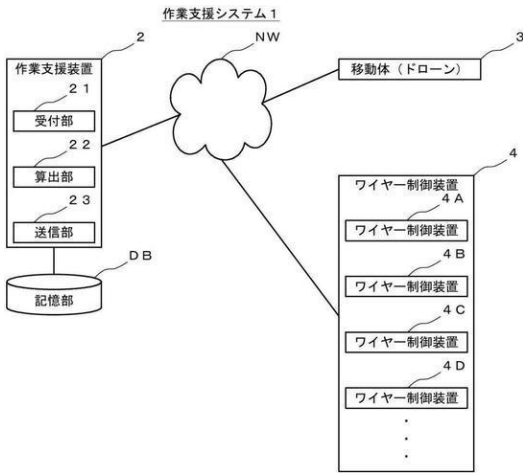 作業支援システム１
２
作業支援装置
２１
受付部
２２
算出部
２３
送信部
ＤＢ
記憶部
ＮＷ
３
移動体（ドローン）
４
ワイヤー制御装置
４Ａ
ワイヤー制御装置
４Ｂ
ワイヤー制御装置
４Ｃ
ワイヤー制御装置
４Ｄ
ワイヤー制御装置
・
・
・